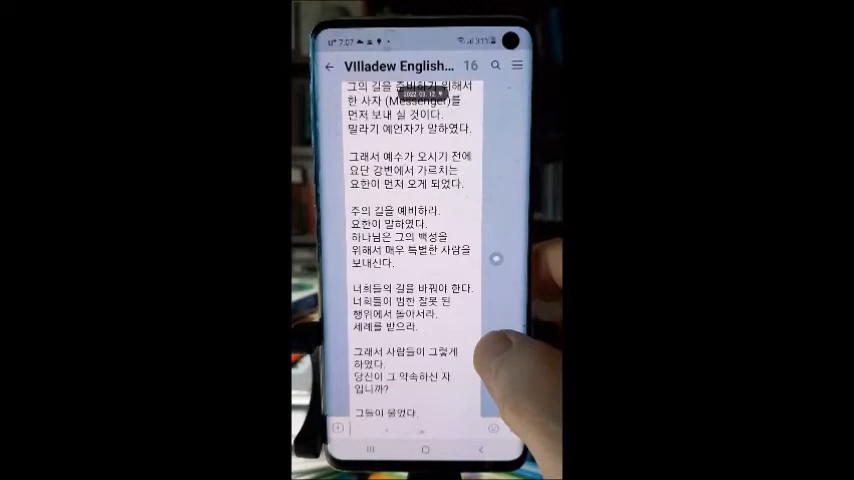 7:07
31%
VIlladew English... 16
그의 길을 준비하기 위해서
한 사자 (Messenger)를
먼저 보내 실 것이다.
말라기 예언자가 말하였다.
그래서 예수가 오시기 전에
요단 강변에서 가르치는
요한이 먼저 오게 되었다.
주의 길을 예비하라.
요한이 말하였다.
하나님은 그의 백성을
위해서 매우 특별한 사람을
보내신다.
너희들의 길을 바꿔야 한다.
너희들이 범한 잘못 된
행위에서 돌아서라.
세례를 받으라.
그래서 사람들이 그렇게
하였다.
당신이 그 약속하신 자
입니까?
그들이 물었다.